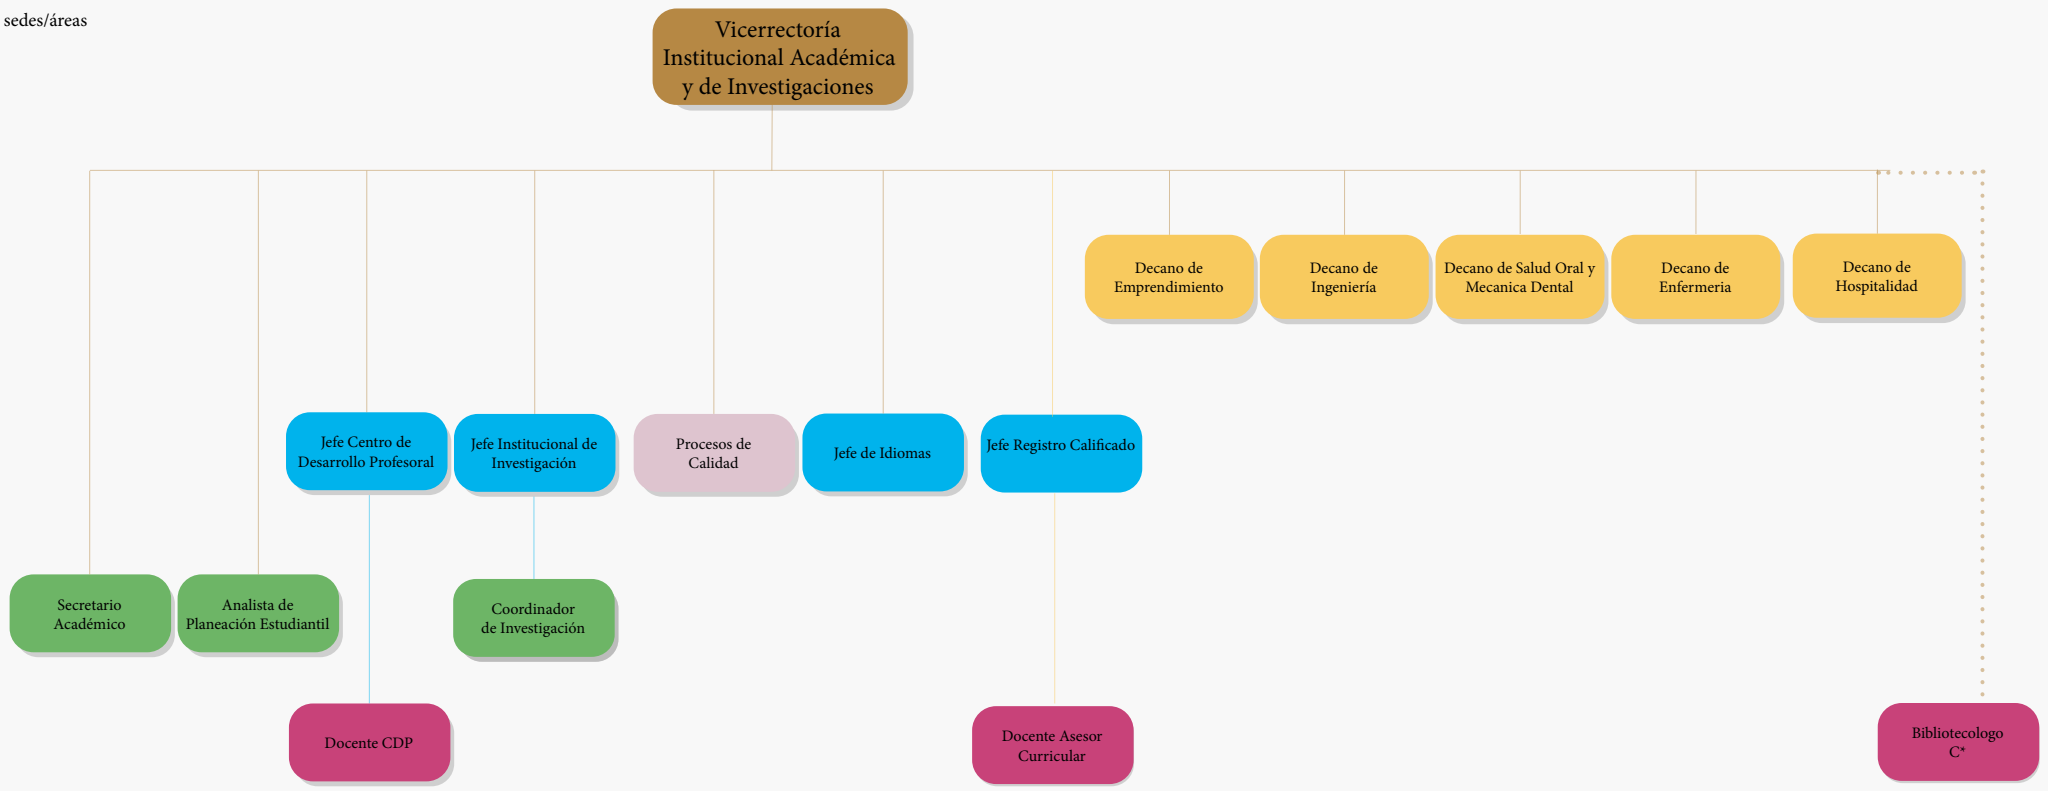 sedes/áreas
Vicerrectoría
Institucional Académica
y de Investigaciones
Decano de
Emprendimiento
Decano de
Ingeniería
Decano de Salud Oral y
Mecanica Dental
Decano de
Enfermeria
Decano de
Hospitalidad
Jefe Centro de
Desarrollo Profesoral
Jefe Institucional de
Investigación
Procesos de
Calidad
Jefe de Idiomas
Jefe Registro Calificado
Secretario
Académico
Analista de
Planeación Estudiantil
Coordinador
de Investigación
Docente CDP
Docente Asesor
Curricular
Bibliotecologo
C*